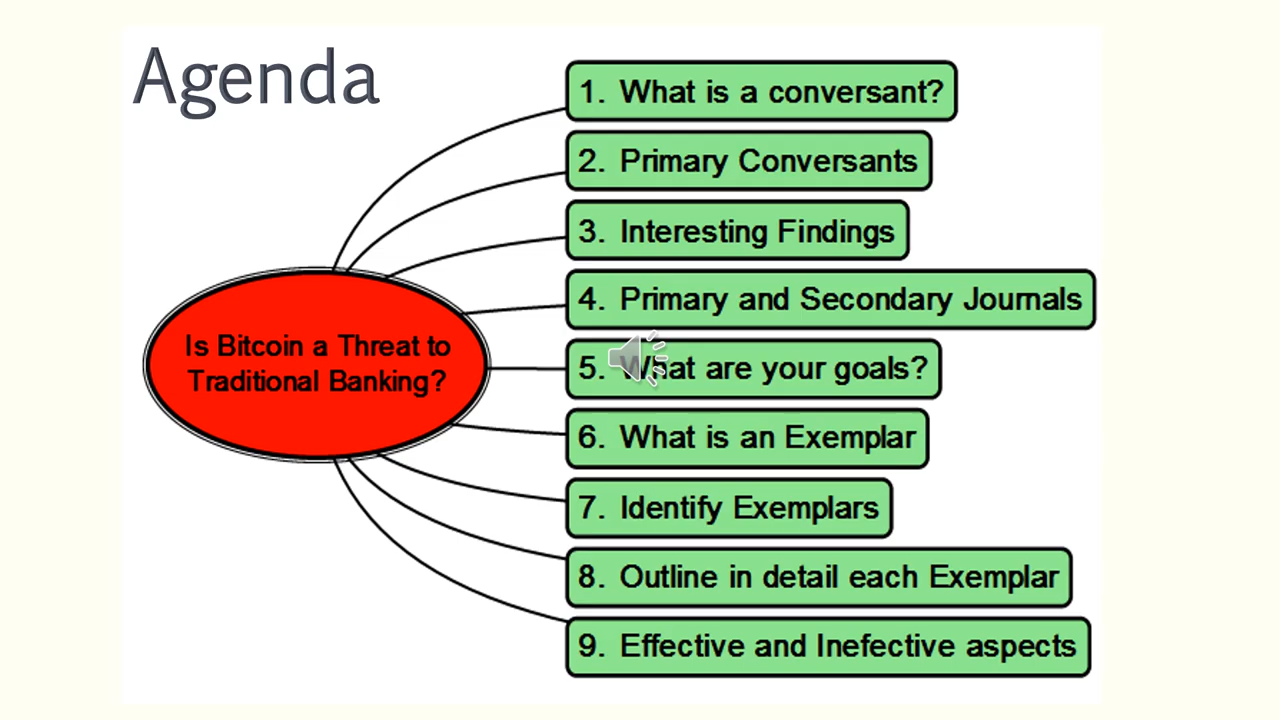 Agenda
1. What is a conversant?
2. Primary Conversants
3. Interesting Findings
4. Primary and Secondary Journals
Is Bitcoin a Threat to
Traditional Banking?
5. What are your goals?
6. What is an Exemplar
7. Identify Exemplars
8. Outline in detail each Exemplar
9. Effective and Inefective aspects